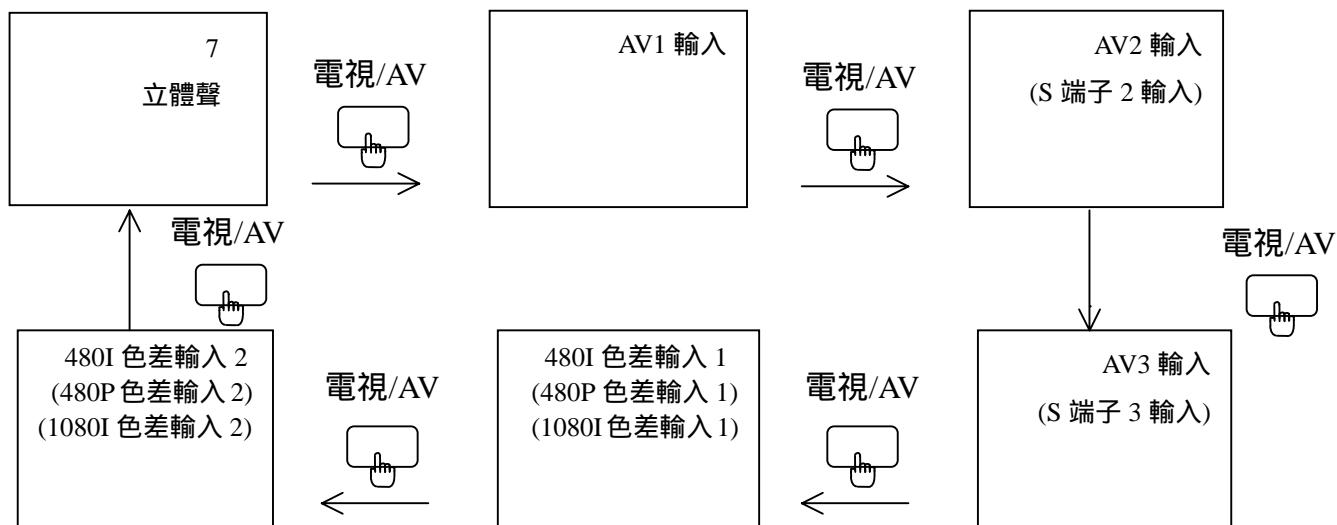 7
立體聲
電視/AV
AV1 輸入
電視/AV
AV2 輸入
(S 端子 2 輸入)
電視/AV
電視/AV
AV3 輸入
(S 端子 3 輸入)
電視/AV
480I 色差輸入 1
(480P 色差輸入 1)
(1080I 色差輸入 1)
電視/AV
480I 色差輸入 2
(480P 色差輸入 2)
(1080I 色差輸入 2)